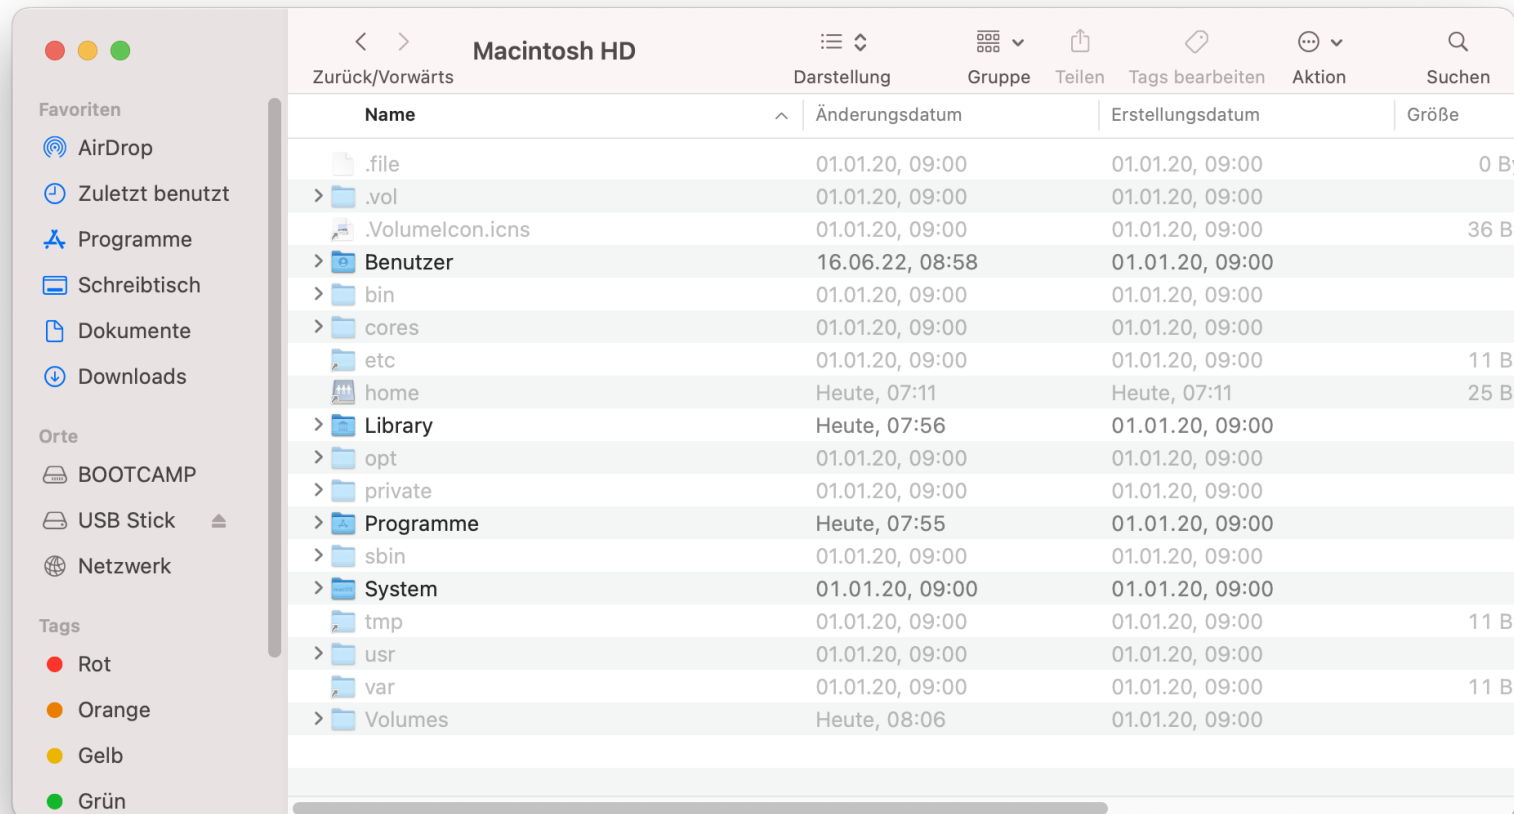 Macintosh HD
Zurück/Vorwärts
Darstellung
Gruppe
Teilen
Tags bearbeiten
Aktion
Suchen
Favoriten
AirDrop
Zuletzt benutzt
Programme
Schreibtisch
Dokumente
Downloads
Orte
BOOTCAMP
USB Stick
Netzwerk
Tags
Rot
Orange
Gelb
Grün
Name Änderungsdatum Erstellungsdatum Größe
.file 01.01.20, 09:00 01.01.20, 09:00 0 By
.vol 01.01.20, 09:00 01.01.20, 09:00
.VolumeIcon.icns 01.01.20, 09:00 01.01.20, 09:00 36 B
Benutzer 16.06.22, 08:58 01.01.20, 09:00
bin 01.01.20, 09:00 01.01.20, 09:00
cores 01.01.20, 09:00 01.01.20, 09:00
etc 01.01.20, 09:00 01.01.20, 09:00 11 B
home Heute, 07:11 Heute, 07:11 25 B
Library Heute, 07:56 01.01.20, 09:00
opt 01.01.20, 09:00 01.01.20, 09:00
private 01.01.20, 09:00 01.01.20, 09:00
Programme Heute, 07:55 01.01.20, 09:00
sbin 01.01.20, 09:00 01.01.20, 09:00
System 01.01.20, 09:00 01.01.20, 09:00
tmp 01.01.20, 09:00 01.01.20, 09:00 11 B
usr 01.01.20, 09:00 01.01.20, 09:00
var 01.01.20, 09:00 01.01.20, 09:00 11 B
Volumes Heute, 08:06 01.01.20, 09:00